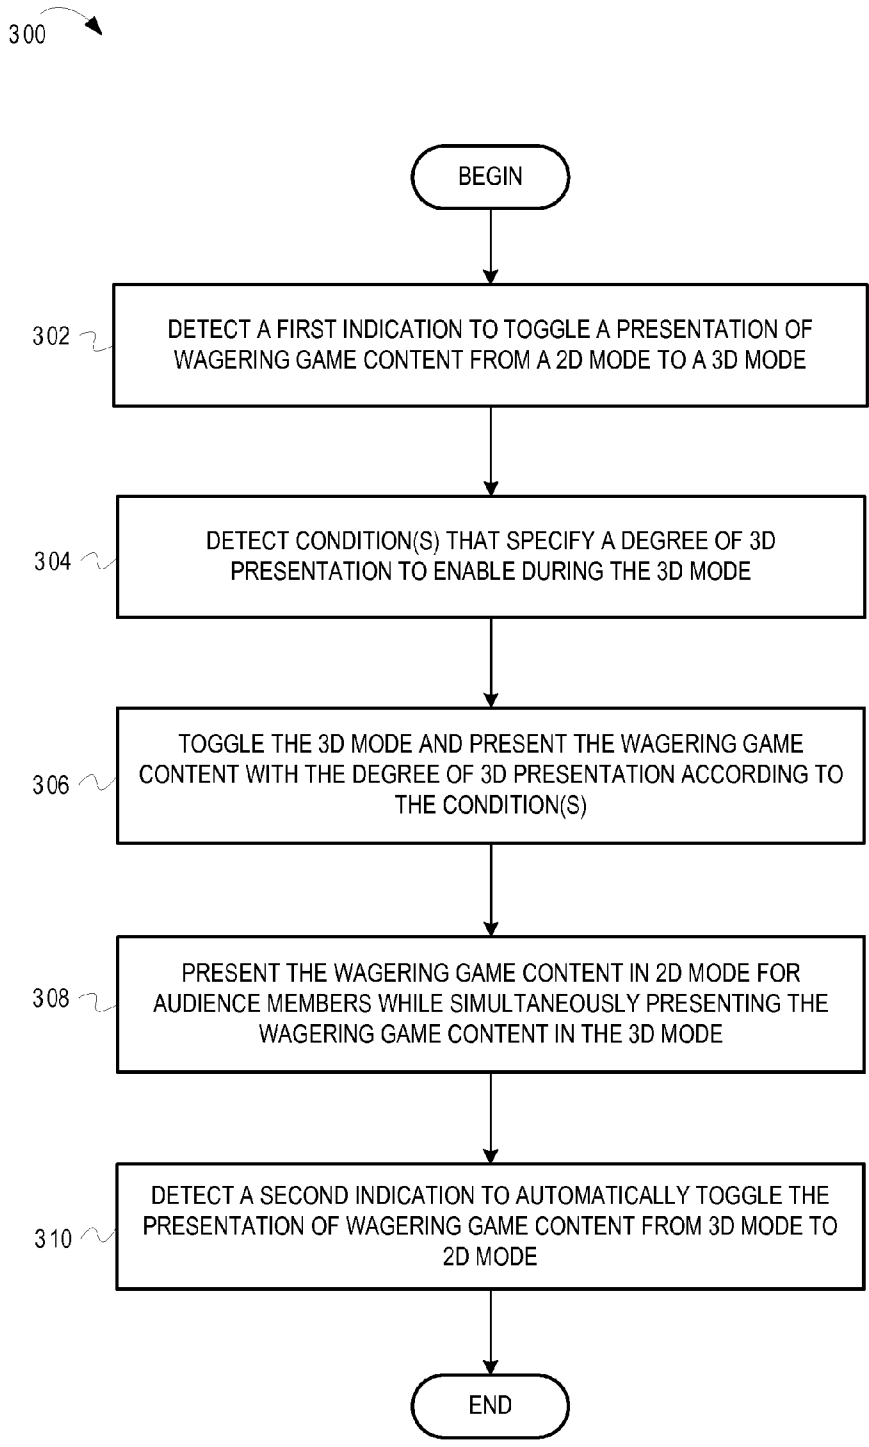 300
BEGIN
302
DETECT A FIRST INDICATION TO TOGGLE A PRESENTATION OF
WAGERING GAME CONTENT FROM A 2D MODE TO A 3D MODE
304
DETECT CONDITION(S) THAT SPECIFY A DEGREE OF 3D
PRESENTATION TO ENABLE DURING THE 3D MODE
306
TOGGLE THE 3D MODE AND PRESENT THE WAGERING GAME
CONTENT WITH THE DEGREE OF 3D PRESENTATION ACCORDING TO
THE CONDITION(S)
308
PRESENT THE WAGERING GAME CONTENT IN 2D MODE FOR
AUDIENCE MEMBERS WHILE SIMULTANEOUSLY PRESENTING THE
WAGERING GAME CONTENT IN THE 3D MODE
310
DETECT A SECOND INDICATION TO AUTOMATICALLY TOGGLE THE
PRESENTATION OF WAGERING GAME CONTENT FROM 3D MODE TO
2D MODE
END